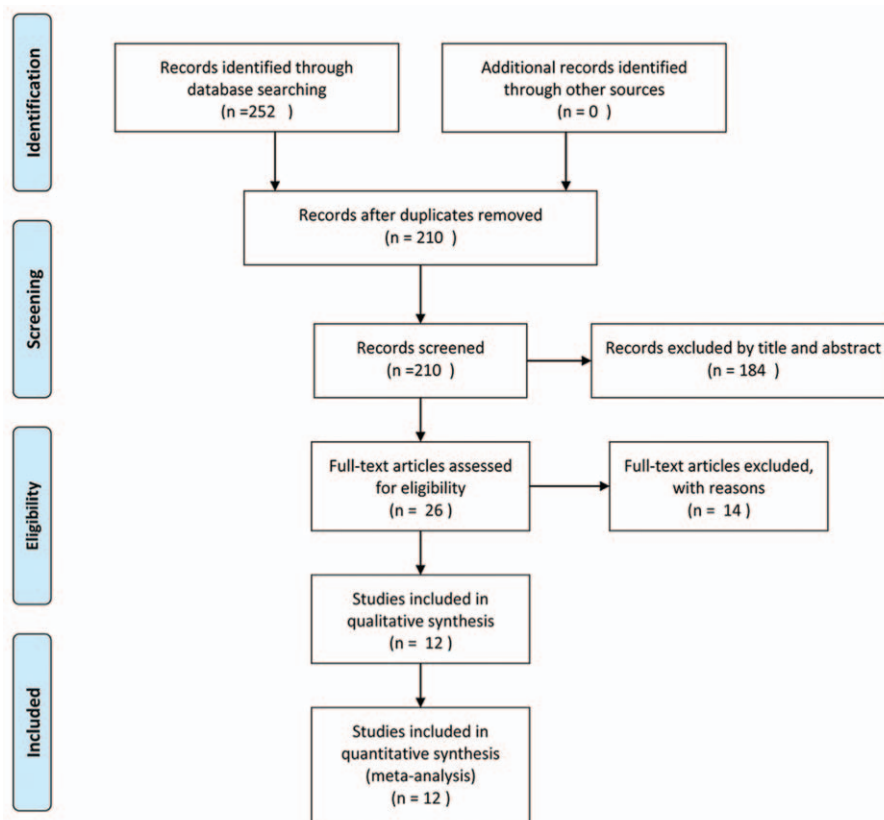 Identification
Records identified through
database searching
(n =252 )
Additional records identified
through other sources
(n = 0 )
Records after duplicates removed
(n = 210 )
Screening
Records screened
(n =210 )
Records excluded by title and abstract
(n = 184 )
Eligibility
Full-text articles assessed
for eligibility
(n = 26 )
Full-text articles excluded,
with reasons
(n = 14 )
Studies included in
qualitative synthesis
(n = 12 )
Included
Studies included in
quantitative synthesis
(meta-analysis)
(n = 12 )